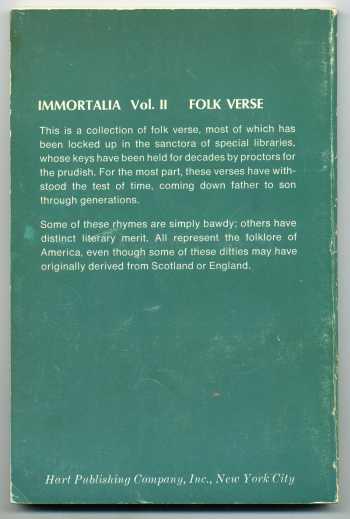 IMMORTALIA Vol. II FOLK VERSE
This is a collection of folk verse, most of which has
been locked up in the sanctora of special libraries,
whose keys have been held for decades by proctors for
the prudish. For the most part, these verses have with-
stood the test of time, coming down father to son
through generations.
Some of these rhymes are simply bawdy; others have
distinct literary merit. All represent the folklore of
America, even though some of these ditties may have
originally derived from Scotland or England.
Hart Publishing Company, Inc., New York City